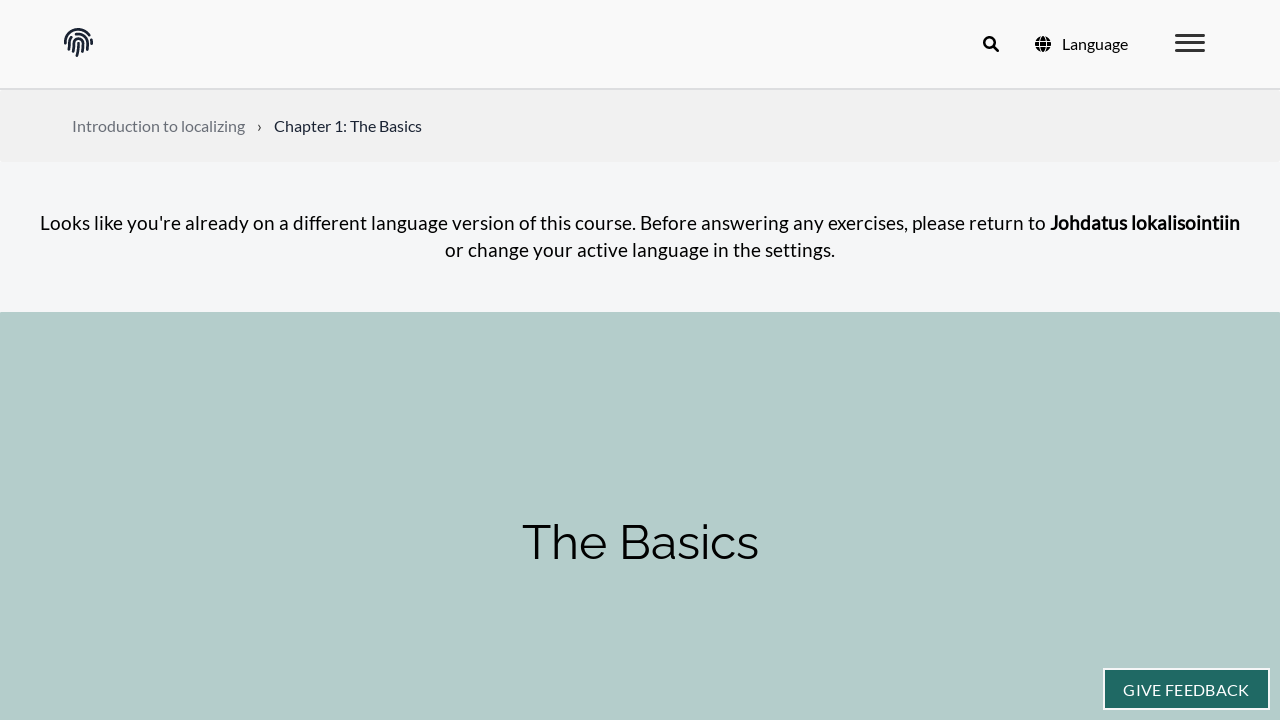 Language
Introduction to localizing › Chapter 1: The Basics
Looks like you're already on a different language version of this course. Before answering any exercises, please return to Johdatus lokalisointiin
or change your active language in the settings.
The Basics
GIVE FEEDBACK